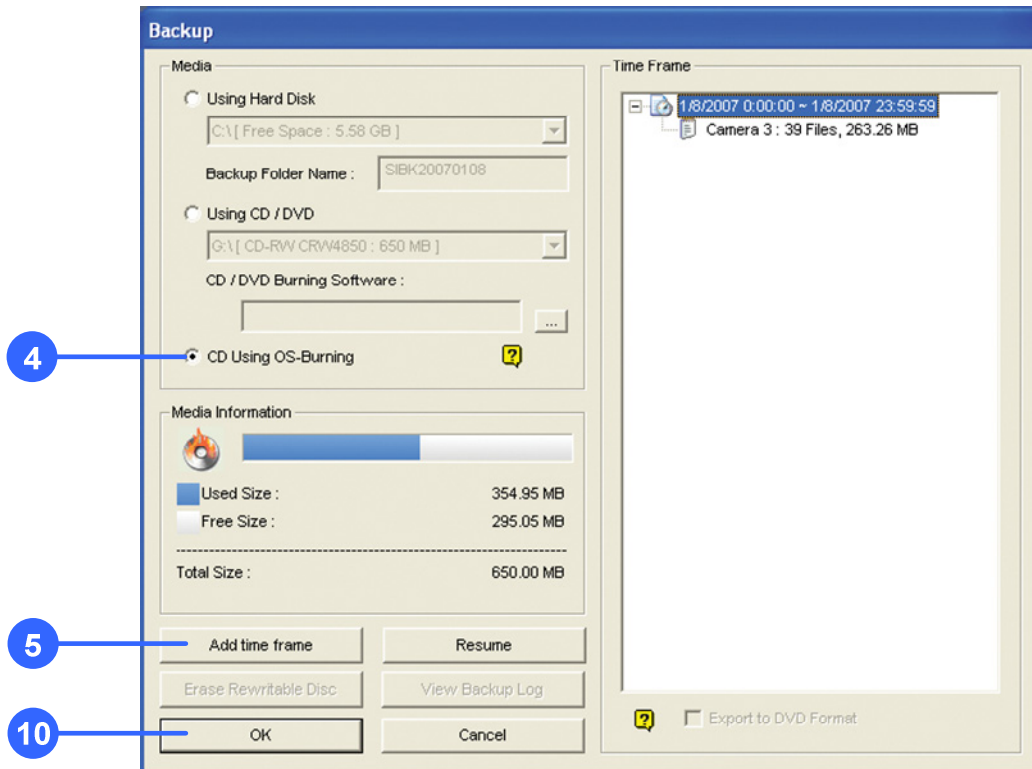 Backup
Media
Using Hard Disk
C:\ [ Free Space : 5.58 GB ]
Backup Folder Name :
SIBK20070108
Using CD / DVD
G:\ [ CD-RW CRW4850 : 650 MB ]
CD / DVD Burning Software :
...
4
CD Using OS-Burning
?
Media Information
Used Size :
354.95 MB
Free Size :
295.05 MB
Total Size :
650.00 MB
5
Add time frame
Resume
Erase Rewritable Disc
View Backup Log
10
OK
Cancel
Time Frame
1/8/2007 0:00:00 ~ 1/8/2007 23:59:59
Camera 3 : 39 Files, 263.26 MB
?
Export to DVD Format